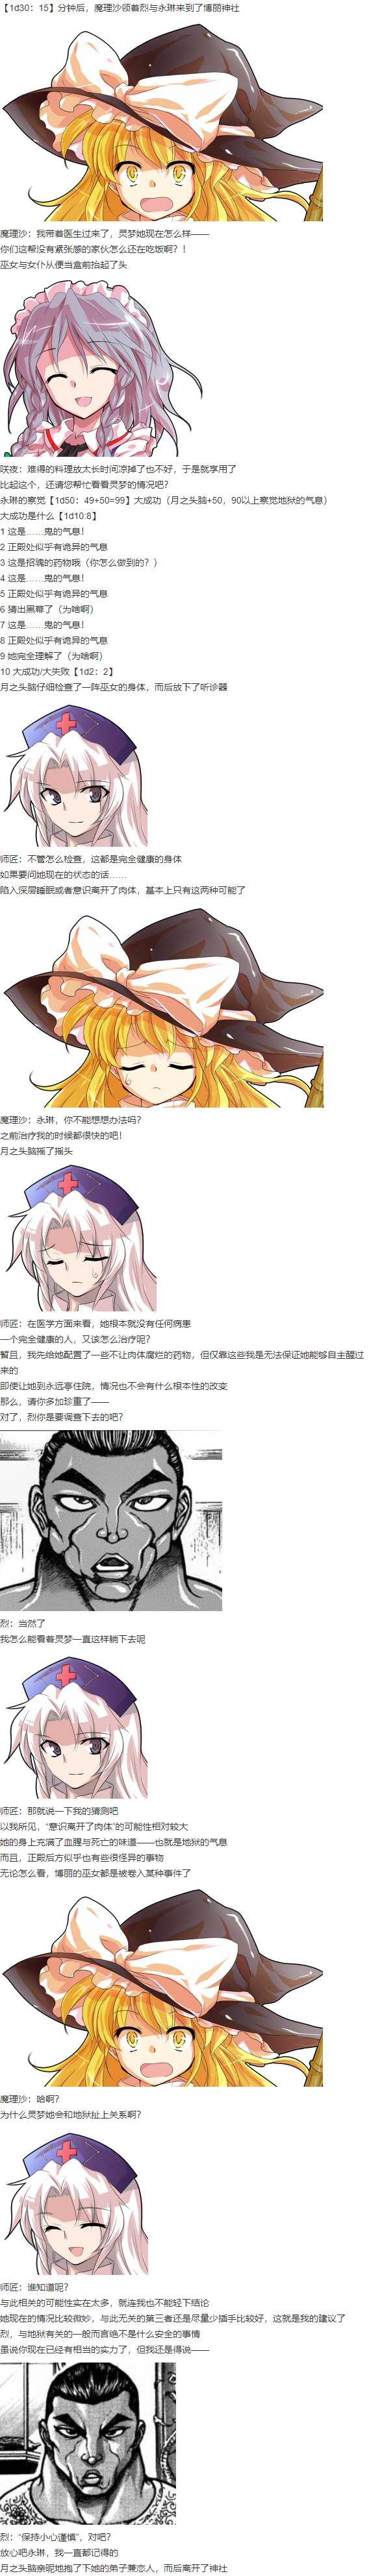 【1d30：15】分钟后，魔理沙领着烈与永琳来到了博丽神社
魔理沙：我带着医生过来了，灵梦她现在怎么样——
你们这帮没有紧张感的家伙怎么还在吃饭啊？！
巫女与女仆从便当盒前抬起了头
咲夜：难得的料理放太长时间凉掉了也不好，于是就享用了
比起这个，还请您帮忙看看灵梦的情况吧？
永琳的察觉【1d50：49+50=99】大成功（月之头脑+50，90以上察觉地狱的气息）
大成功是什么【1d10:8】
1 这是……鬼的气息！
2 正殿处似乎有诡异的气息
3 这是招魂的药物哦（你怎么做到的？）
4 这是……鬼的气息！
5 正殿处似乎有诡异的气息
6 猜出黑幕了（为啥啊）
7 这是……鬼的气息！
8 正殿处似乎有诡异的气息
9 她完全理解了（为啥啊）
10 大成功/大失败【1d2：2】
月之头脑仔细检查了一阵巫女的身体，而后放下了听诊器
师匠：不管怎么检查，这都是完全健康的身体
如果要问她现在的状态的话……
陷入深层睡眠或者意识离开了肉体，基本上只有这两种可能了
魔理沙：永琳，你不能想想办法吗？
之前治疗我的时候都很快的吧！
月之头脑摇了摇头
师匠：在医学方面来看，她根本就没有任何病患
一个完全健康的人，又该怎么治疗呢？
暂且，我先给她配置了一些不让肉体腐烂的药物，但仅靠这些我是无法保证她能够自主醒过
来的
即使让她到永远亭住院，情况也不会有什么根本性的改变
那么，请你多加珍重了——
对了，烈你是要调查下去的吧？
烈：当然了
我怎么能看着灵梦一直这样躺下去呢
师匠：那就说一下我的猜测吧
以我所见，“意识离开了肉体”的可能性相对较大
她的身上充满了血腥与死亡的味道——也就是地狱的气息
而且，正殿后方似乎也有些很怪异的事物
无论怎么看，博丽的巫女都是被卷入某种事件了
魔理沙：哈啊？
为什么灵梦她会和地狱扯上关系啊？
师匠：谁知道呢？
与此相关的可能性实在太多，就连我也不能轻下结论
她现在的情况比较微妙，与此无关的第三者还是尽量少插手比较好，这就是我的建议了
烈，与地狱有关的一般而言绝不是什么安全的事情
虽说你现在已经有相当的实力了，但我还是得说——
烈：“保持小心谨慎”，对吧？
放心吧永琳，我一直都记得的
月之头脑亲昵地抱了下她的弟子兼恋人，而后离开了神社